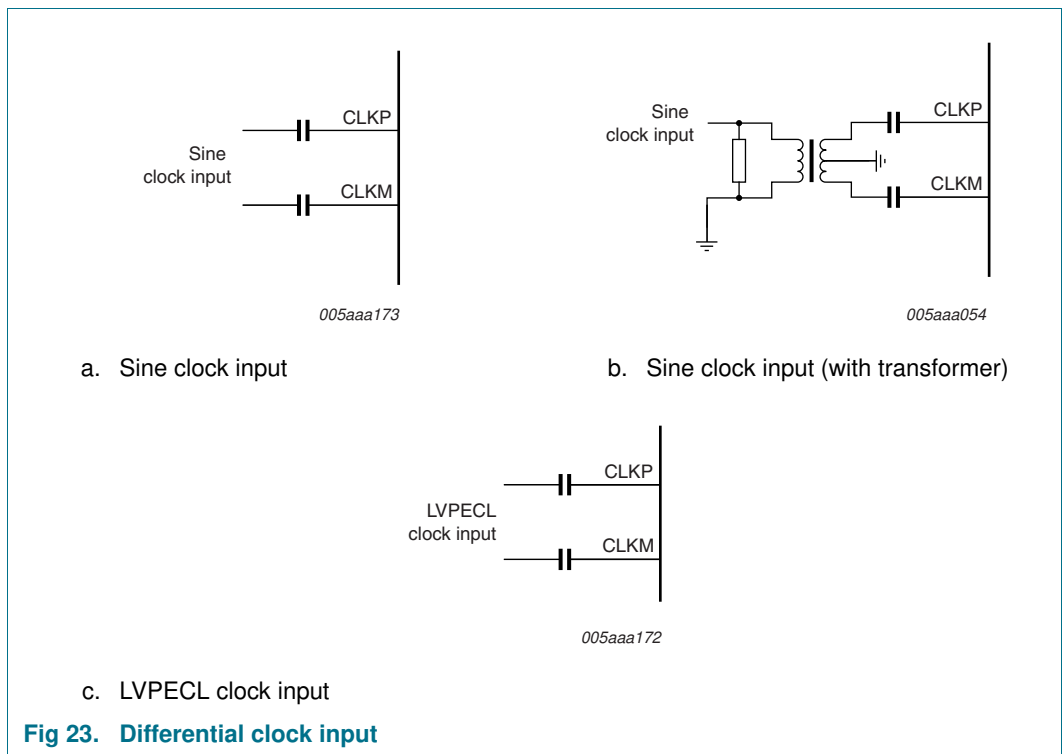 CLKP
Sine
clock input
CLKM
005aaa173
a. Sine clock input
Sine
clock input
CLKP
CLKM
005aaa054
b. Sine clock input (with transformer)
CLKP
LVPECL
clock input
CLKM
005aaa172
c. LVPECL clock input
Fig 23. Differential clock input